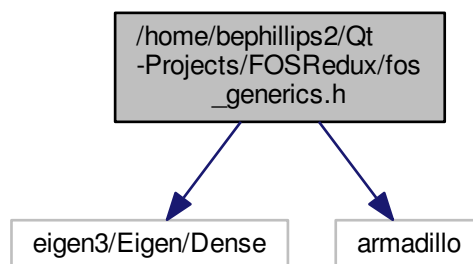 /home/bephillips2/Qt
-Projects/FOSRedux/fos
_generics.h
eigen3/Eigen/Dense
armadillo